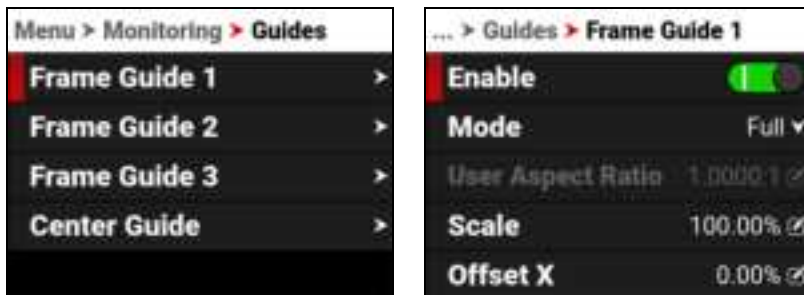 Menu > Monitoring > Guides
Frame Guide 1
Frame Guide 2
Frame Guide 3
Center Guide
... > Guides > Frame Guide 1
Enable
Mode Full
User Aspect Ratio 1.0000:1
Scale 100.00%
Offset X 0.00%